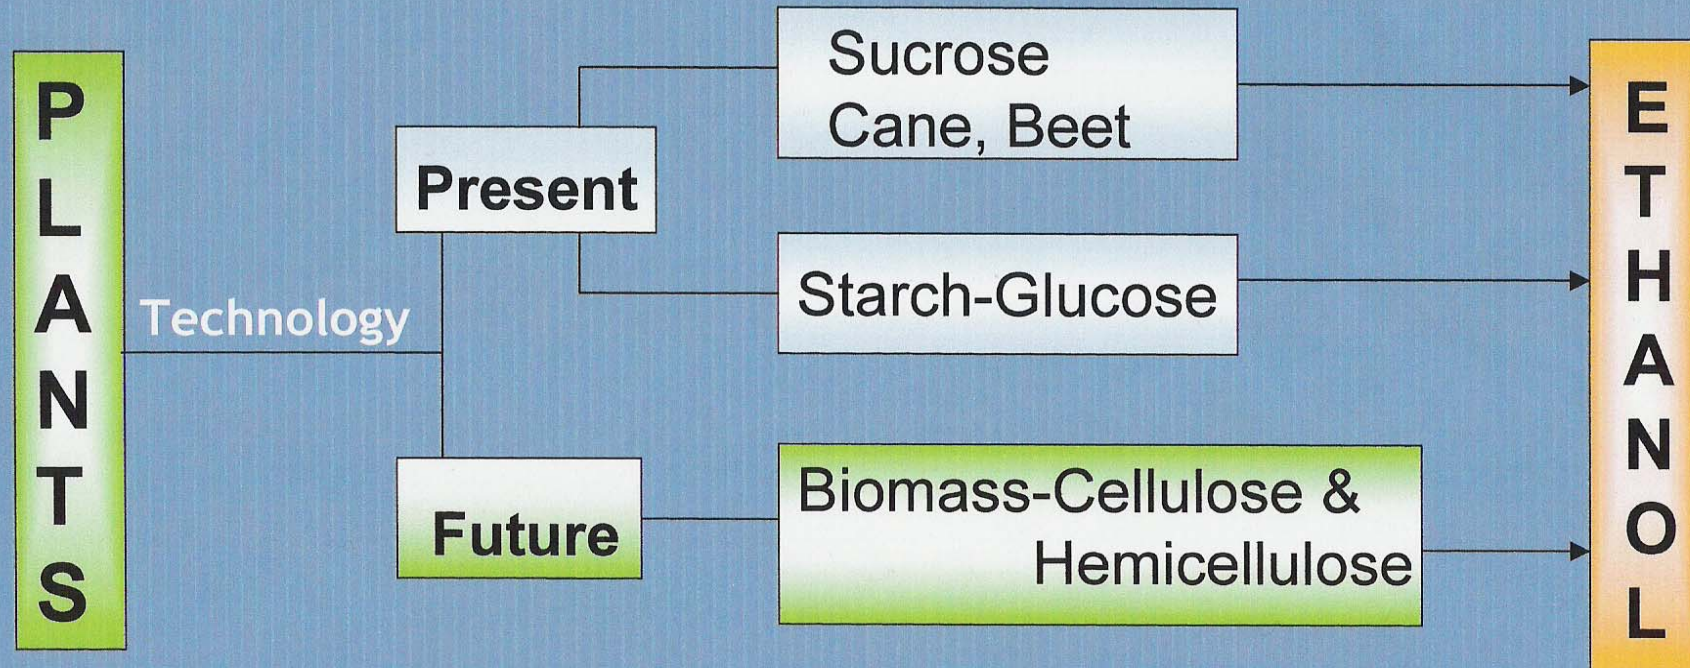 PLANTS
Technology
Present
Future
Sucrose
Cane, Beet
Starch-Glucose
Biomass-Cellulose &
Hemicellulose
ETHANOL